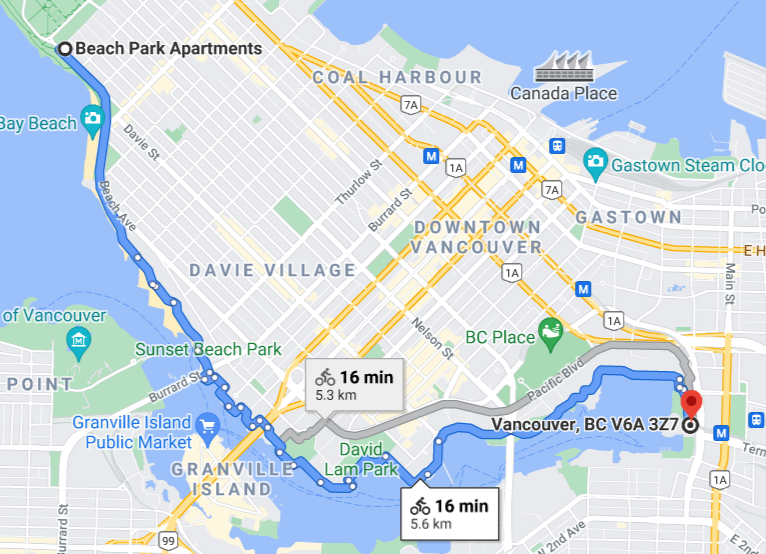 Beach Park Apartments
COAL HARBOUR
Canada Place
7A
Bay Beach
Davie St
M
1A
M
Gastown Steam Clo
Thurlow St
7A
Beach Ave
Burrard St
GASTOWN
DOWNTOWN
VANCOUVER
E H
DAVIE VILLAGE
1A
Main St
M
of Vancouver
1A
Nelson St
BC Place
Sunset Beach Park
POINT
Burrard St
16 min
5.3 km
Pacific Blvd
Granville Island
Public Market
Vancouver, BC V6A 3Z7
M
David
Lam Park
Tern
GRANVILLE
ISLAND
1A
16 min
5.6 km
Burrard St
99
W 2nd Ave
E 2nd